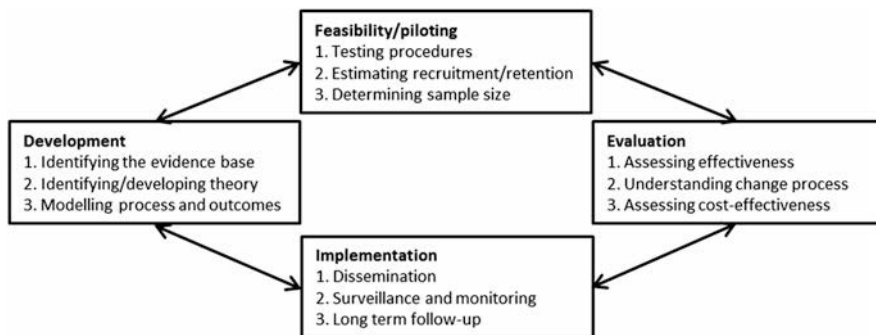 Feasibility/piloting
1. Testing procedures
2. Estimating recruitment/retention
3. Determining sample size
Development
1. Identifying the evidence base
2. Identifying/developing theory
3. Modelling process and outcomes
Evaluation
1. Assessing effectiveness
2. Understanding change process
3. Assessing cost-effectiveness
Implementation
1. Dissemination
2. Surveillance and monitoring
3. Long term follow-up